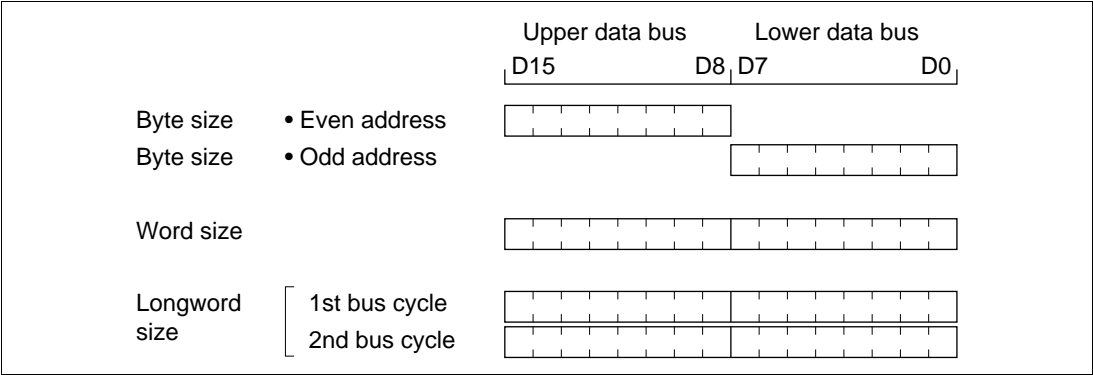 Upper data bus Lower data bus
D15 D8 D7 D0
Byte size • Even address
Byte size • Odd address
Word size
Longword 1st bus cycle
size 2nd bus cycle